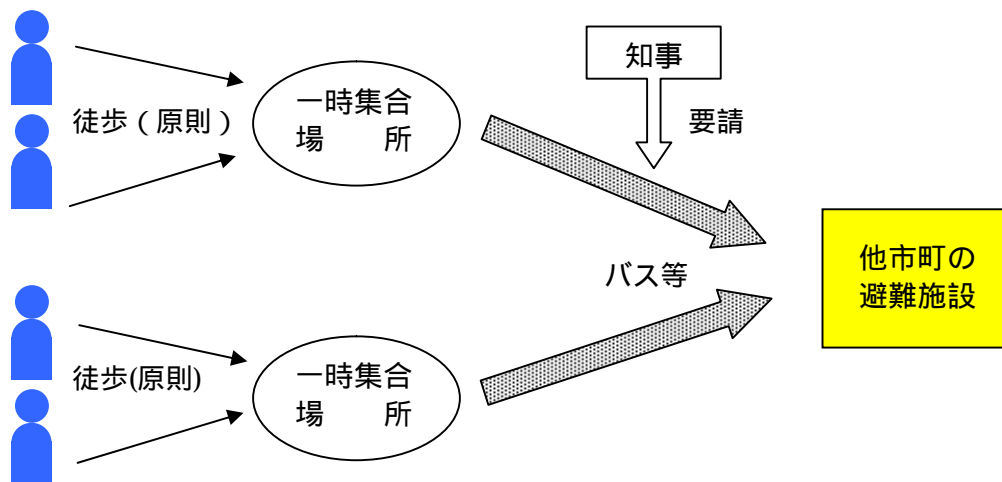 知事
要請
徒歩（原則）
一時集合
場　　所
バス等
他市町の
避難施設
徒歩(原則)
一時集合
場　　所